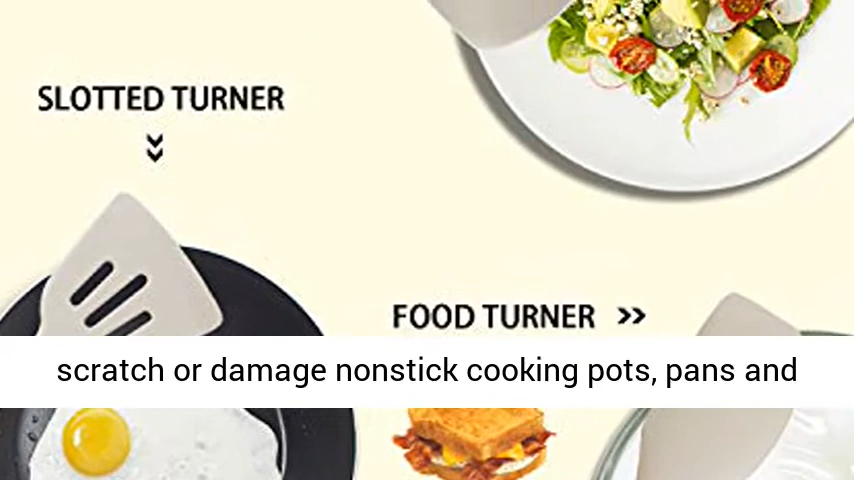 SLOTTED TURNER
FOOD TURNER >>
scratch or damage nonstick cooking pots, pans and